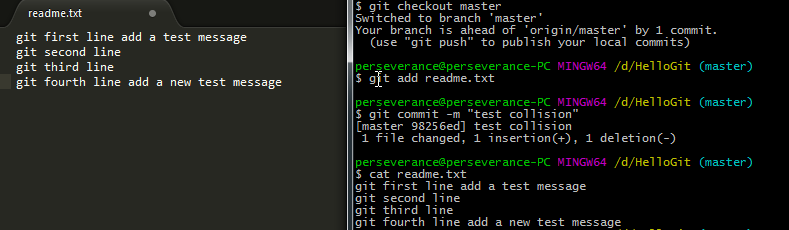 readme.txt
git first line add a test message
git second line
git third line
git fourth line add a new test message
$ git checkout master
Switched to branch 'master'
Your branch is ahead of 'origin/master' by 1 commit.
  (use "git push" to publish your local commits)
perseverance@perseverance-PC MINGW64 /d/HelloGit (master)
$ git add readme.txt
perseverance@perseverance-PC MINGW64 /d/HelloGit (master)
$ git commit -m "test collision"
[master 98256ed] test collision
 1 file changed, 1 insertion(+), 1 deletion(-)
perseverance@perseverance-PC MINGW64 /d/HelloGit (master)
$ cat readme.txt
git first line add a test message
git second line
git third line
git fourth line add a new test message